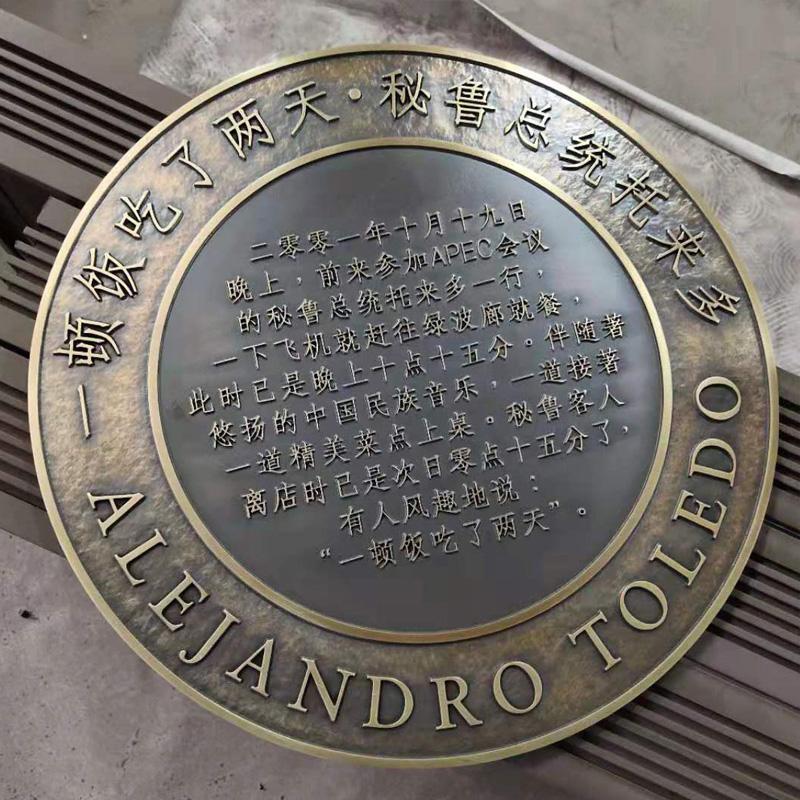 一顿饭吃了两天·秘鲁总统托来多
二零零一年十月十九日
晚上，前来参加APEC会议
的秘鲁总统托来多一行，
一下飞机就赶往绿波廊就餐，
此时已是晚上十点十五分。伴随著
悠扬的中国民族音乐，一道接著
一道精美菜点上桌。秘鲁客人
离店时已是次日零点十五分了，
有人风趣地说：
“一顿饭吃了两天”。
ALEJANDRO TOLEDO